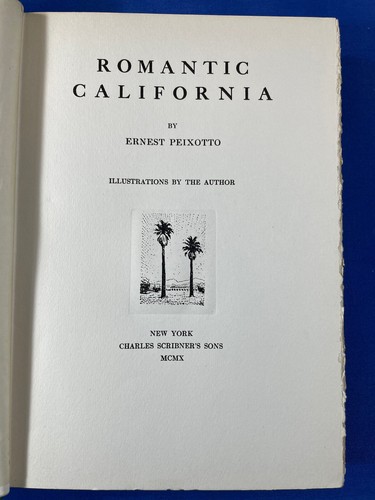 ROMANTIC
CALIFORNIA
BY
ERNEST PEIXOTTO
ILLUSTRATIONS BY THE AUTHOR
NEW YORK
CHARLES SCRIBNER'S SONS
MCMX